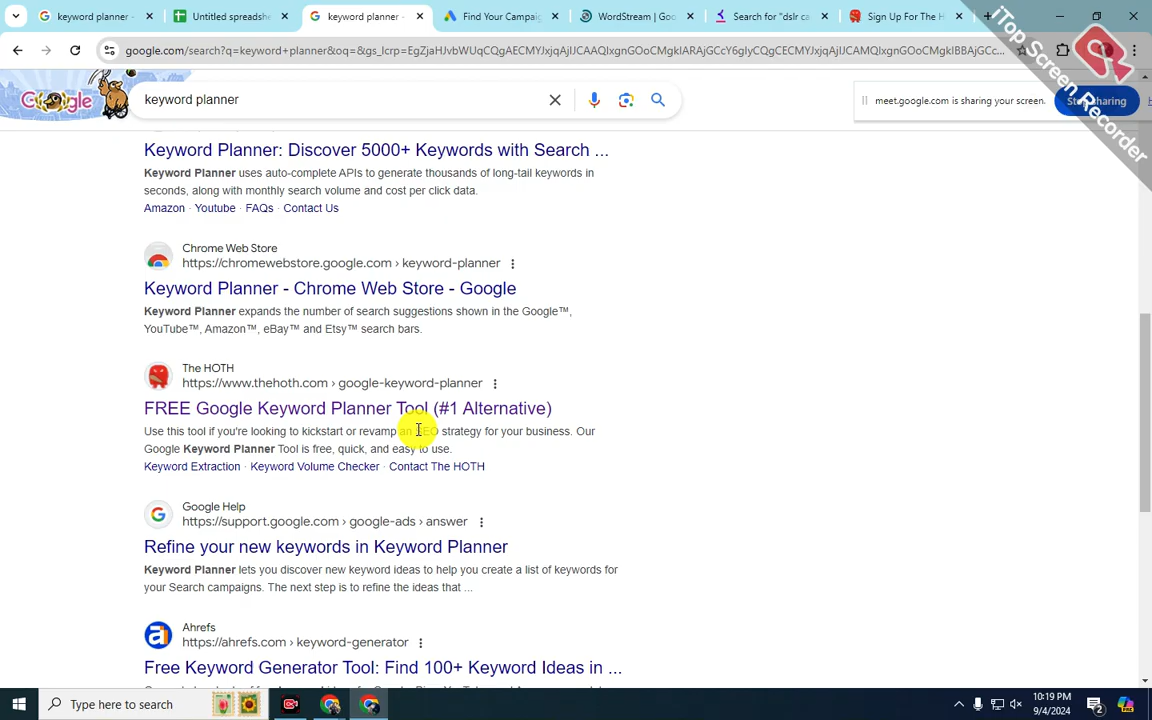 keyword planner -
Untitled spreadshe
keyword planner -
Find Your Campaig
WordStream | Goo
Search for "dslr ca
Sign Up For The H
google.com/search?q=keyword+planner&oq=&gs_lcrp=EgZjaHJvbWUqCQgAECMYJxjqAjIJCAAQIxgnGOoCMgkIARAjGCcY6gIyCQgCECMYJxjqAjIJCAMQIxgnGOoCMgkIBBAjGCc...
iTop Screen Recorder
Google
keyword planner
meet.google.com is sharing your screen.
Stop sharing
Keyword Planner: Discover 5000+ Keywords with Search ...
Keyword Planner uses auto-complete APIs to generate thousands of long-tail keywords in
seconds, along with monthly search volume and cost per click data.
Amazon · Youtube · FAQs · Contact Us
Chrome Web Store
https://chromewebstore.google.com › keyword-planner
Keyword Planner - Chrome Web Store - Google
Keyword Planner expands the number of search suggestions shown in the Google™,
YouTube™, Amazon™, eBay™ and Etsy™ search bars.
The HOTH
https://www.thehoth.com › google-keyword-planner
FREE Google Keyword Planner Tool (#1 Alternative)
Use this tool if you're looking to kickstart or revamp an SEO strategy for your business. Our
Google Keyword Planner Tool is free, quick, and easy to use.
Keyword Extraction · Keyword Volume Checker · Contact The HOTH
Google Help
https://support.google.com › google-ads › answer
Refine your new keywords in Keyword Planner
Keyword Planner lets you discover new keyword ideas to help you create a list of keywords for
your Search campaigns. The next step is to refine the ideas that ...
Ahrefs
https://ahrefs.com › keyword-generator
Free Keyword Generator Tool: Find 100+ Keyword Ideas in ...
Type here to search
10:19 PM
9/4/2024
2